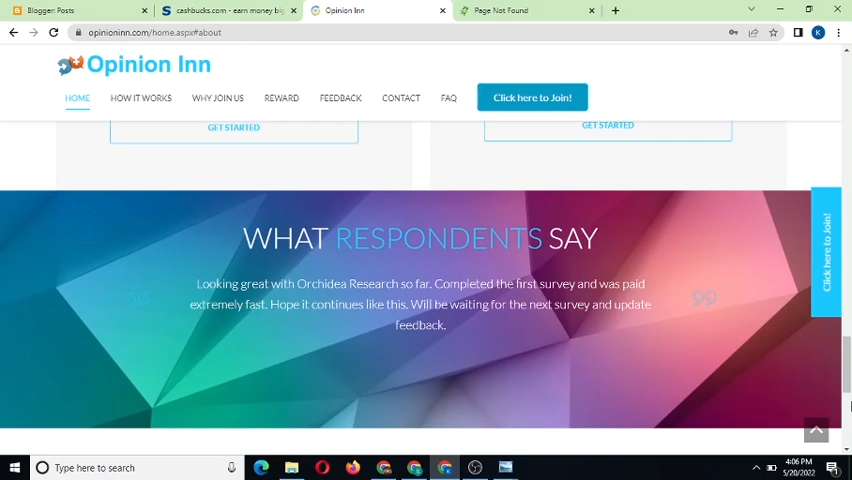 Blogger: Posts
cashbucks.com - earn money big
Opinion Inn
Page Not Found
opinioninn.com/home.aspx#about
K
Opinion Inn
HOME
HOW IT WORKS
WHY JOIN US
REWARD
FEEDBACK
CONTACT
FAQ
Click here to Join!
GET STARTED
GET STARTED
WHAT RESPONDENTS SAY
Looking great with Orchidea Research so far. Completed the first survey and was paid
extremely fast. Hope it continues like this. Will be waiting for the next survey and update
feedback.
Click here to Join!
Type here to search
4:06 PM
5/20/2022